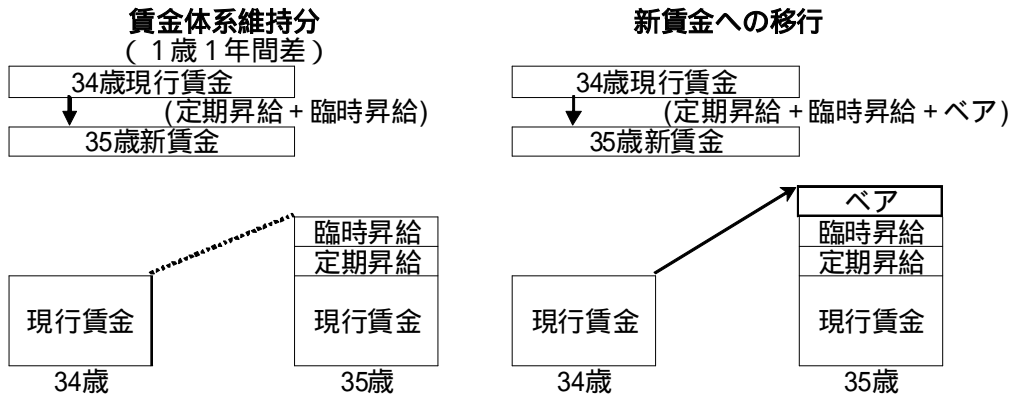 賃金体系維持分
(1歳1年間差)
34歳現行賃金
(定期昇給+臨時昇給)
35歳新賃金
臨時昇給
定期昇給
現行賃金
現行賃金
34歳
35歳
新賃金への移行
34歳現行賃金
(定期昇給+臨時昇給+ベア)
35歳新賃金
ベア
臨時昇給
定期昇給
現行賃金
現行賃金
34歳
35歳